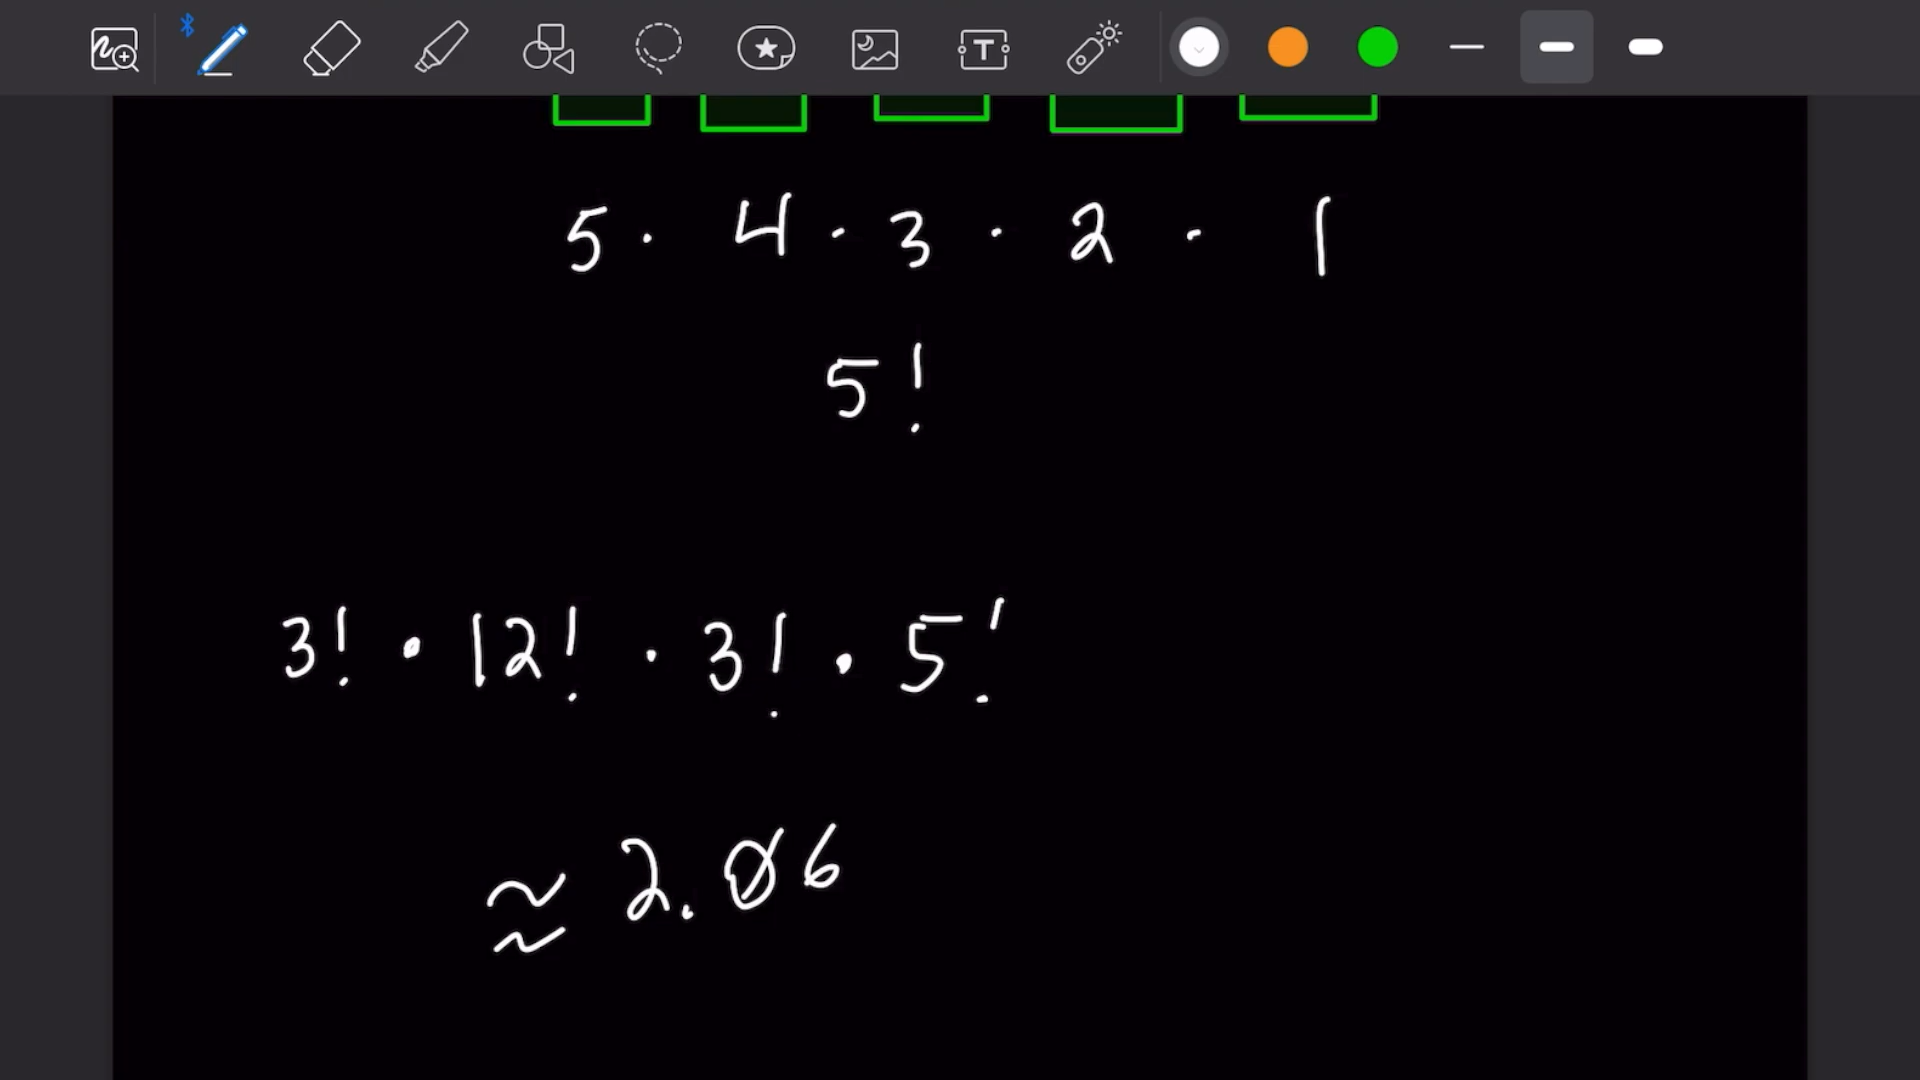 5 · 4 · 3 · 2 · 1
5!
3! · 12! · 3! · 5!
≈ 2.06